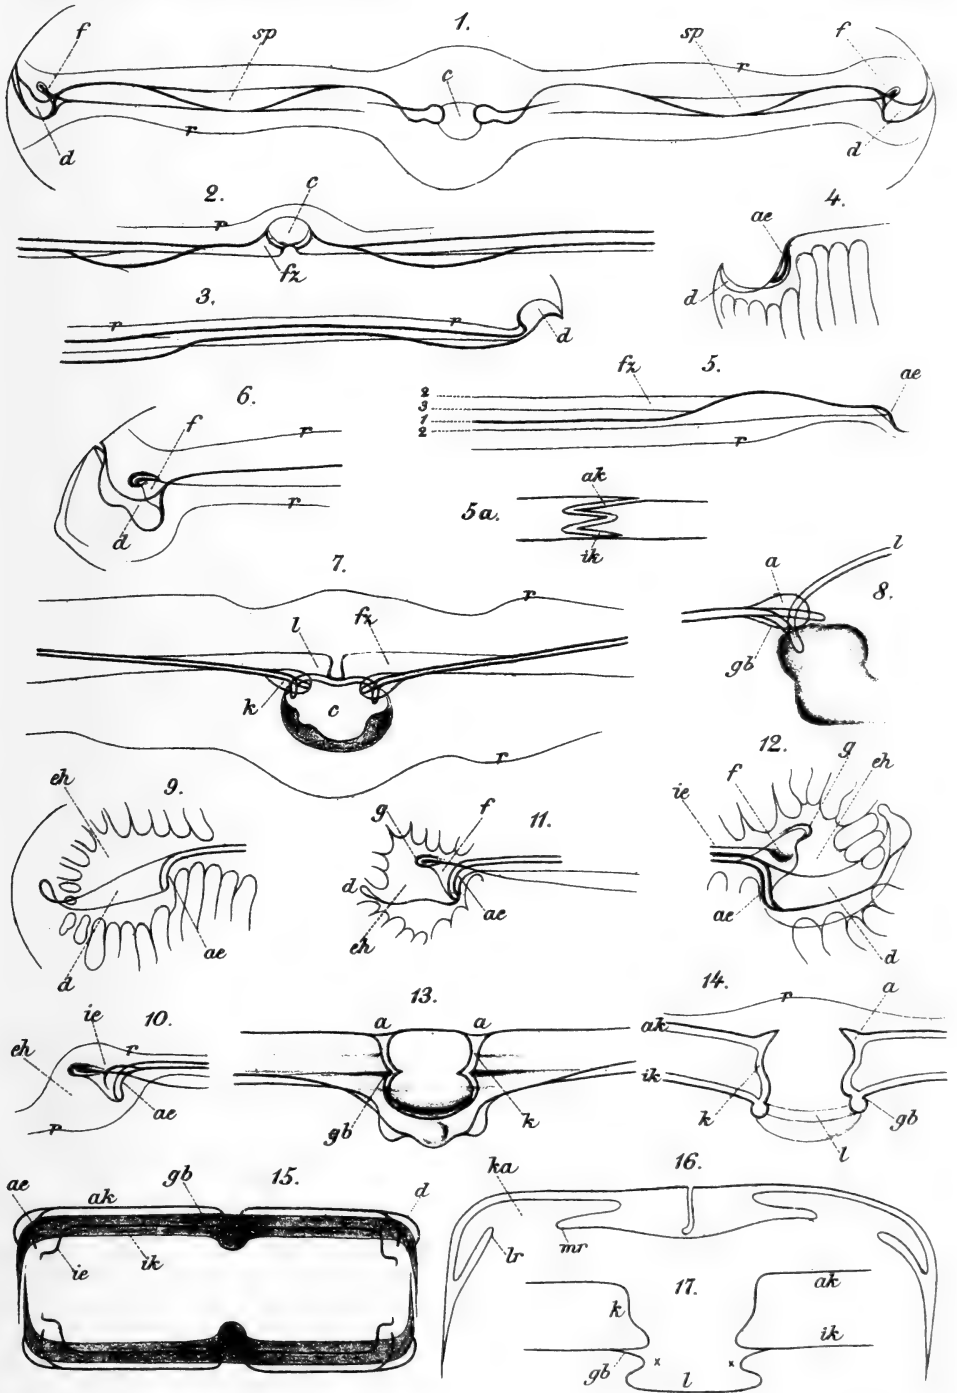 1.
f sp sp f
r
c
r
d d
2. c 4.
r ae
fz
d
3.
r r
d
fz 5. ae
2
3
1
2
r
6.
f
r
r
d
ak
5a.
ik
7.
r
l fz
k c
r
l
a
8.
gb
9.
eh
d ae
11.
g f
d
eh ae
12.
g
f eh
ie
ae
d
10.
ie
eh r
ae
r
13.
a a
gb k
14.
r a
ak
ik
k gb
l
15.
ae ak gb d
ie ik
16.
ka
lr mr
17.
ak
k
ik
gb x x
l